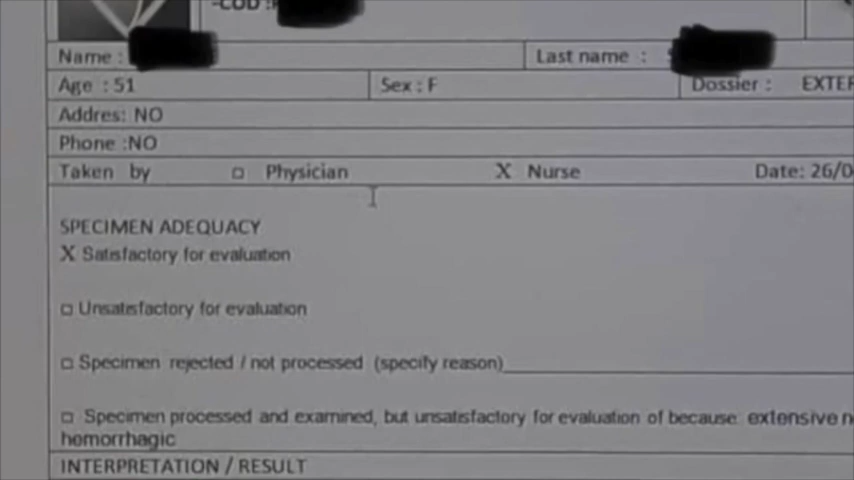 -COD :
Name :
Last name :
Age : 51
Sex : F
Dossier :
Addres: NO
Phone :NO
Taken by □ Physician X Nurse Date: 26/0
SPECIMEN ADEQUACY
X Satisfactory for evaluation
□ Unsatisfactory for evaluation
□ Specimen rejected / not processed (specify reason)
□ Specimen processed and examined, but unsatisfactory for evaluation of because: extensive
hemorrhagic
INTERPRETATION / RESULT